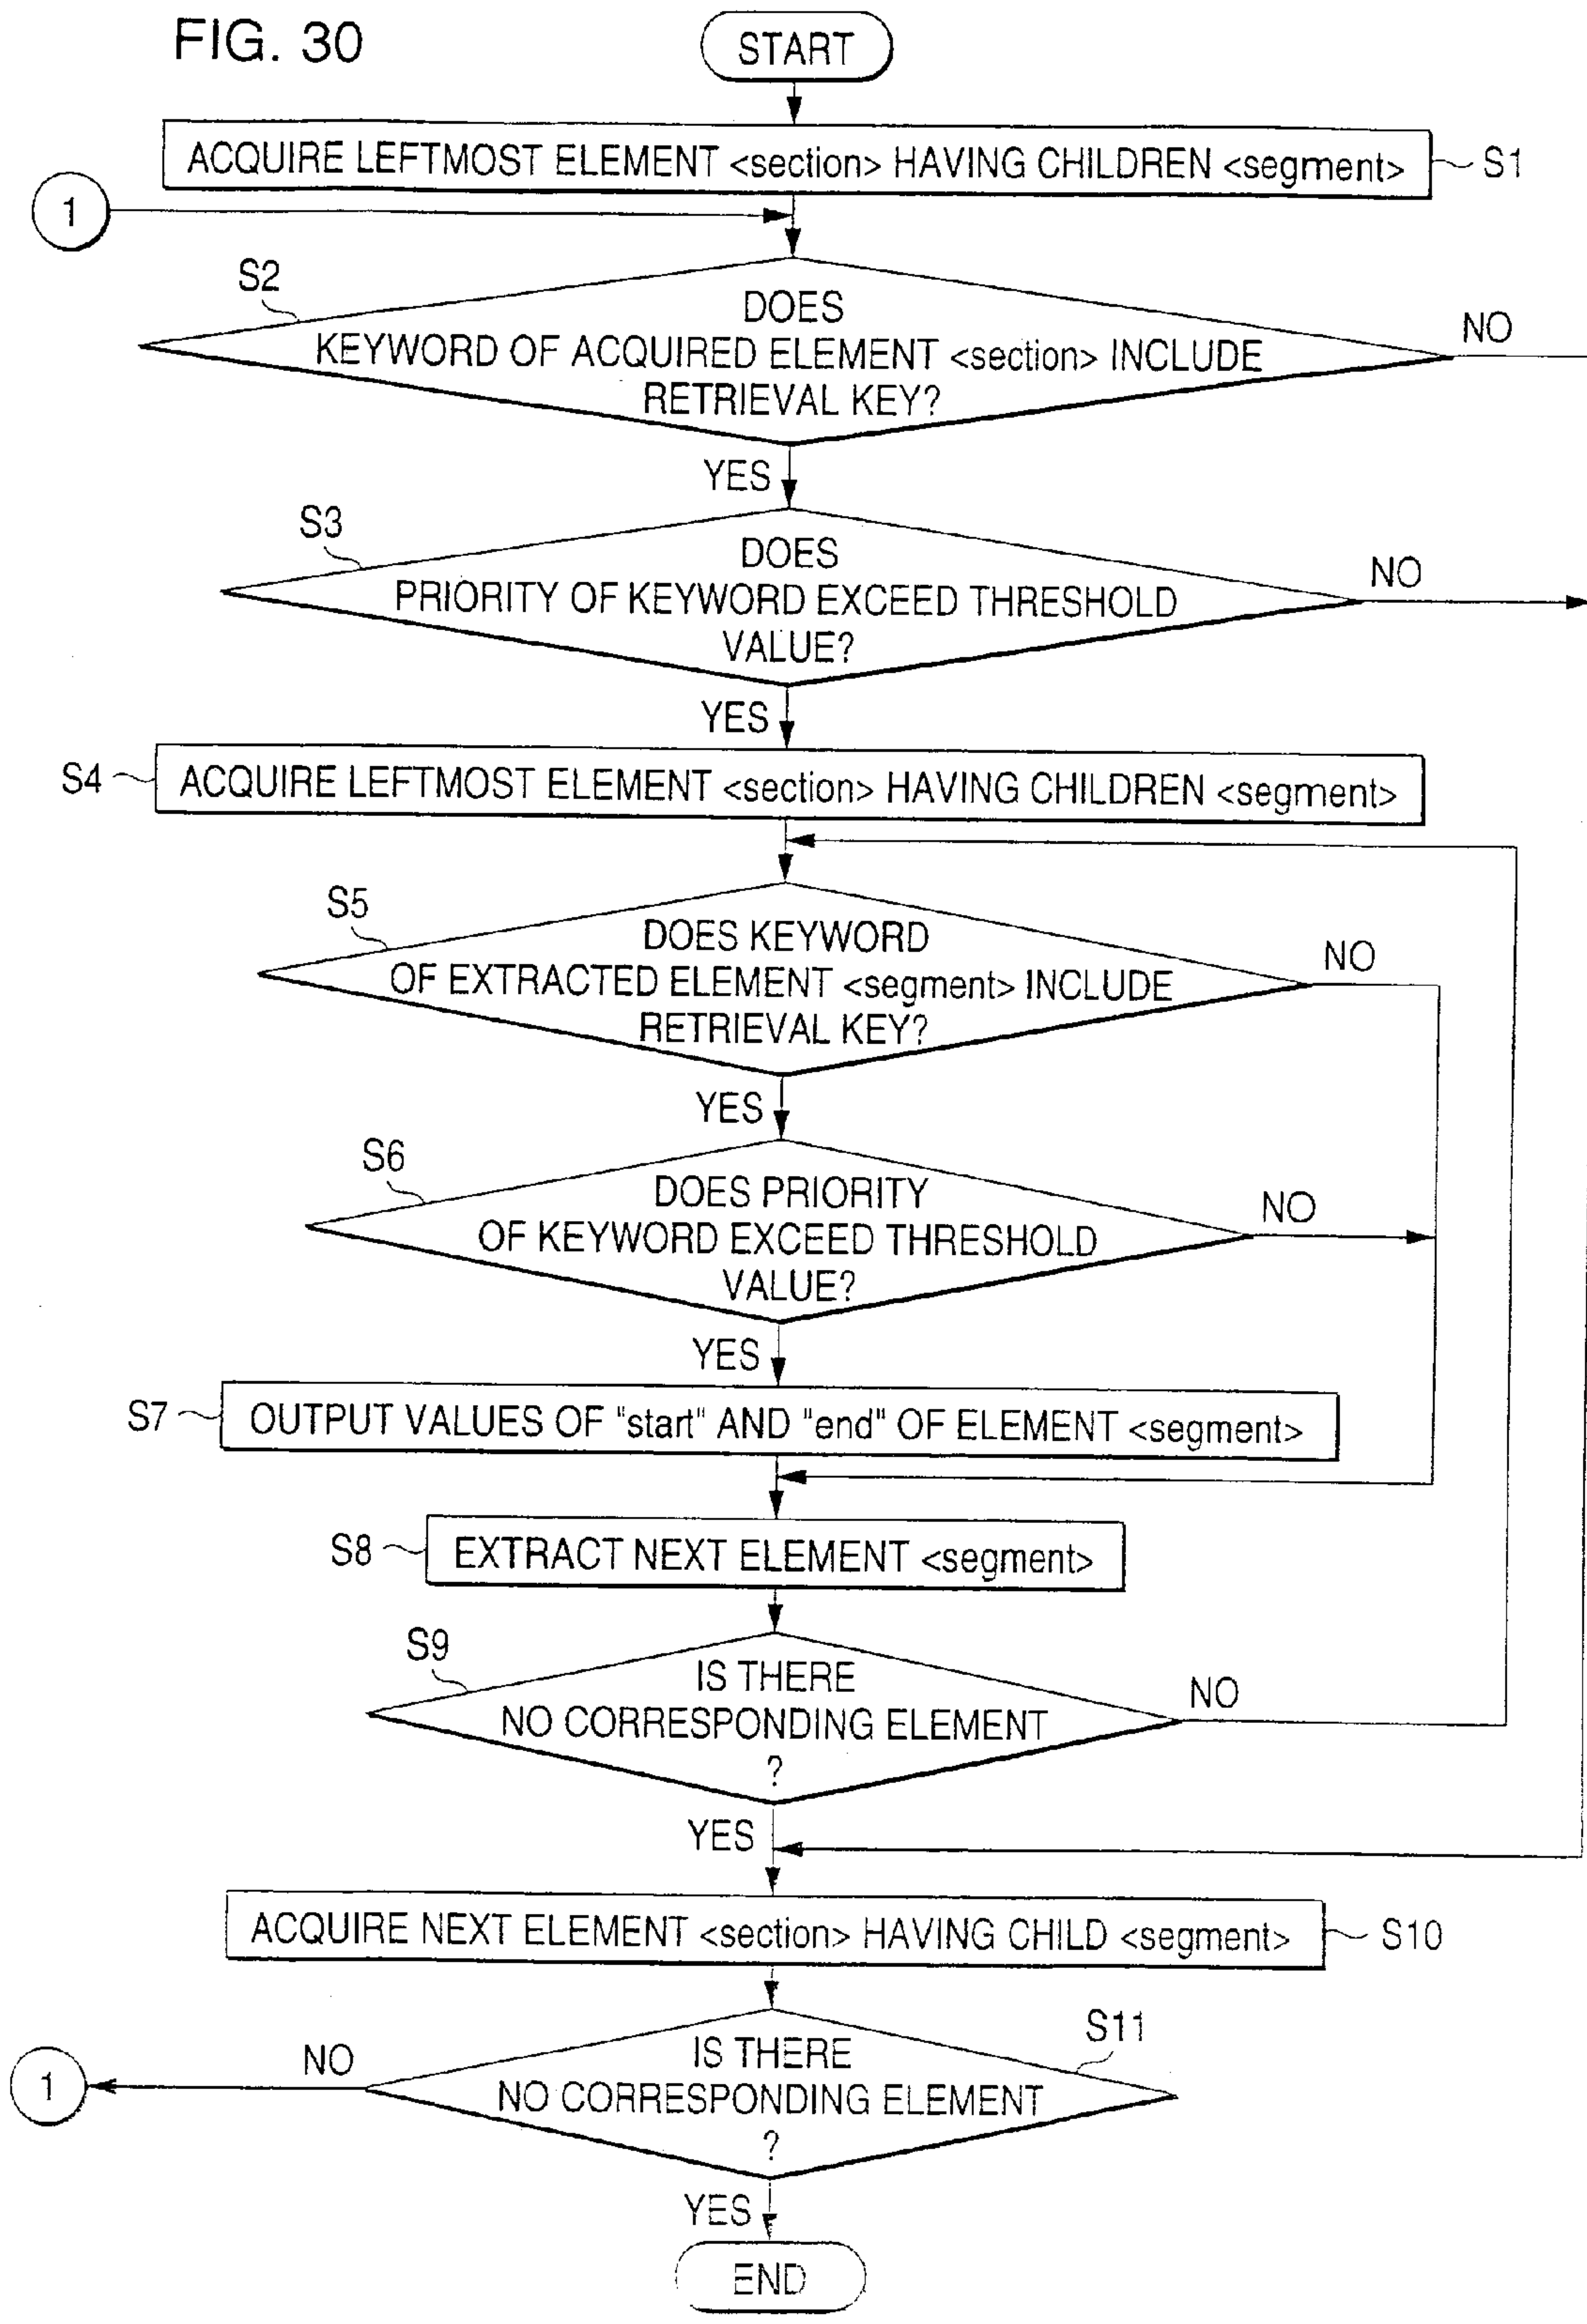 FIG. 30
START
ACQUIRE LEFTMOST ELEMENT <section> HAVING CHILDREN <segment>
S1
1
S2
DOES
KEYWORD OF ACQUIRED ELEMENT <section> INCLUDE
RETRIEVAL KEY?
NO
YES
S3
DOES
PRIORITY OF KEYWORD EXCEED THRESHOLD
VALUE?
NO
YES
S4
ACQUIRE LEFTMOST ELEMENT <section> HAVING CHILDREN <segment>
S5
DOES KEYWORD
OF EXTRACTED ELEMENT <segment> INCLUDE
RETRIEVAL KEY?
NO
YES
S6
DOES PRIORITY
OF KEYWORD EXCEED THRESHOLD
VALUE?
NO
YES
S7
OUTPUT VALUES OF "start" AND "end" OF ELEMENT <segment>
S8
EXTRACT NEXT ELEMENT <segment>
S9
IS THERE
NO CORRESPONDING ELEMENT
?
NO
YES
ACQUIRE NEXT ELEMENT <section> HAVING CHILD <segment>
S10
S11
IS THERE
NO CORRESPONDING ELEMENT
?
NO
1
YES
END